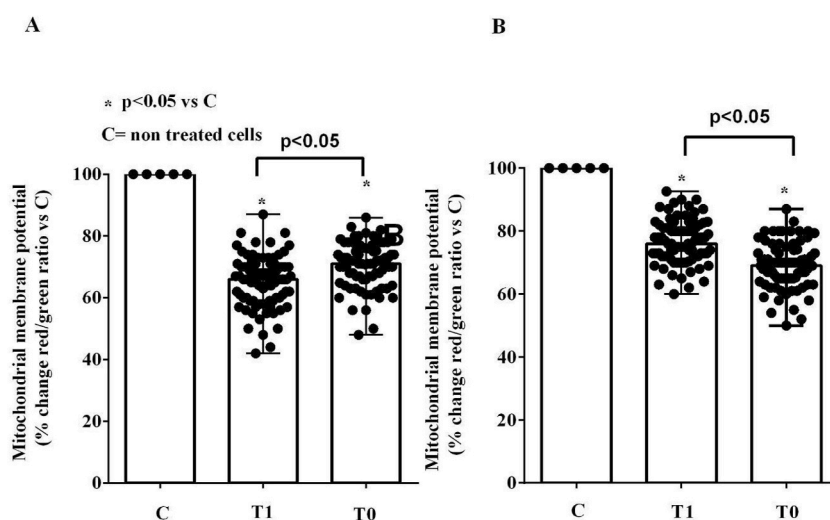 A
* p<0.05 vs C
C= non treated cells
p<0.05
*
*
B
Mitochondrial membrane potential
(% change red/green ratio vs C)
100
80
60
40
20
0
C
T1
T0
B
p<0.05
*
*
Mitochondrial membrane potential
(% change red/green ratio vs C)
100
80
60
40
20
0
C
T1
T0